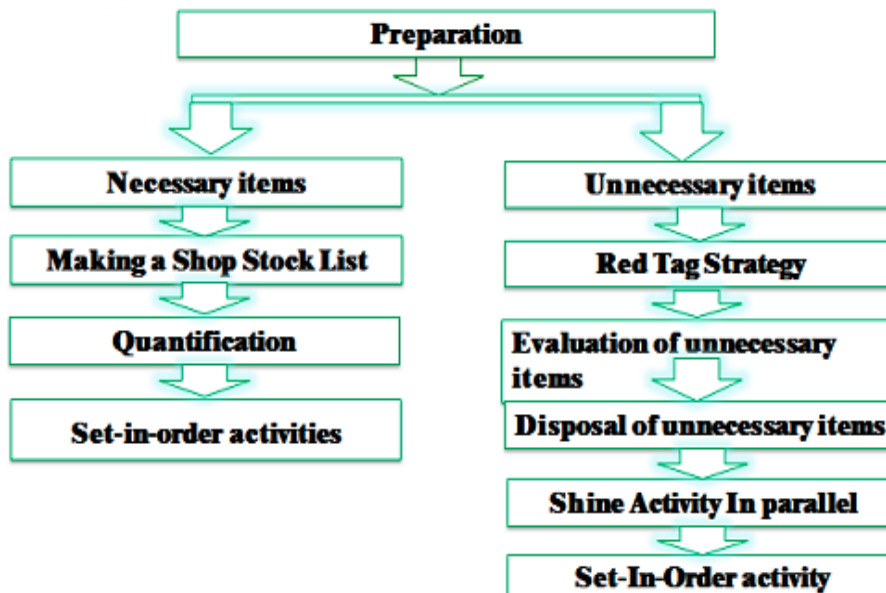 Preparation
Necessary items
Making a Shop Stock List
Quantification
Set-in-order activities
Unnecessary items
Red Tag Strategy
Evaluation of unnecessary
items
Disposal of unnecessary items
Shine Activity In parallel
Set-In-Order activity